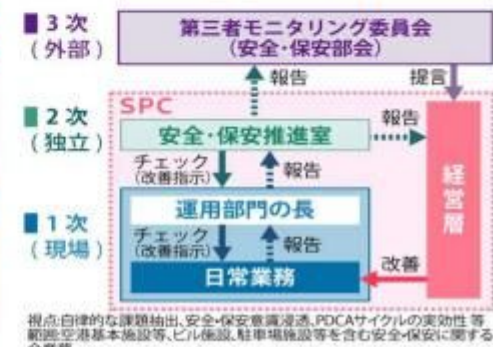 ■3次
(外部)
第三者モニタリング委員会
(安全・保安部会)
報告
提言
SPC
■2次
(独立)
安全・保安推進室
報告
チェック
(改善指示)
報告
経営層
運用部門の長
■1次
(現場)
チェック
(改善指示)
報告
日常業務
改善
視点:自律的な課題抽出、安全・保安意識浸透、PDCAサイクルの実効性 等
範囲:空港基本施設等、ビル施設、駐車場施設等を含む安全・保安に関する